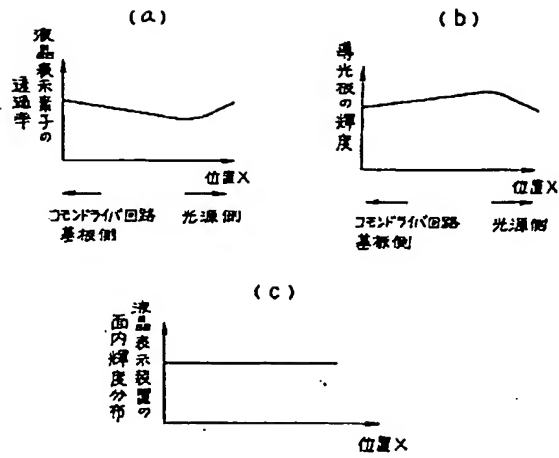 (a)
液晶表示素子の
透過率
位置X
コモンドライバ回路
基板側
光源側
(b)
導光板の輝度
位置X
コモンドライバ回路
基板側
光源側
(c)
液晶表示装置の
面内輝度分布
位置X